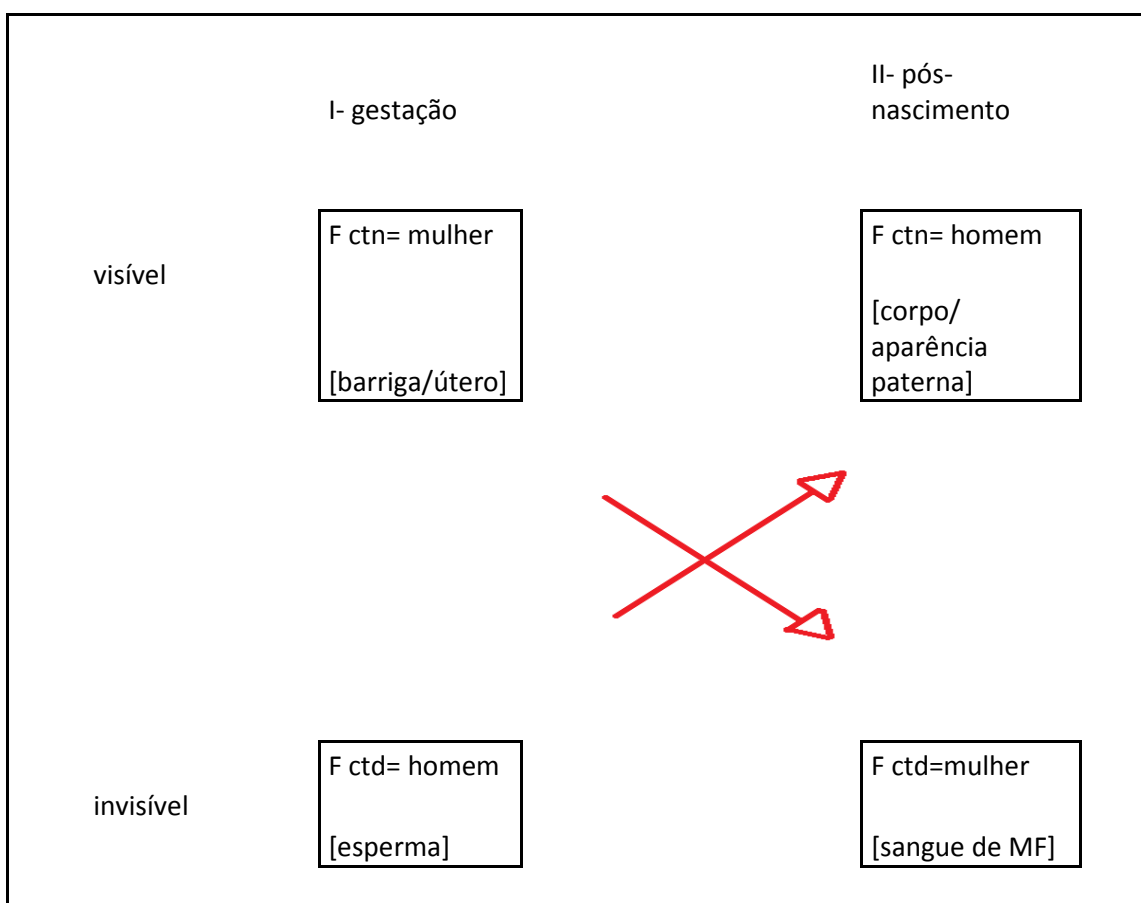 I- gestação
II- pós-
nascimento
visível
F ctn= mulher
[barriga/útero]
F ctn= homem
[corpo/
aparência
paterna]
invisível
F ctd= homem
[esperma]
F ctd=mulher
[sangue de MF]